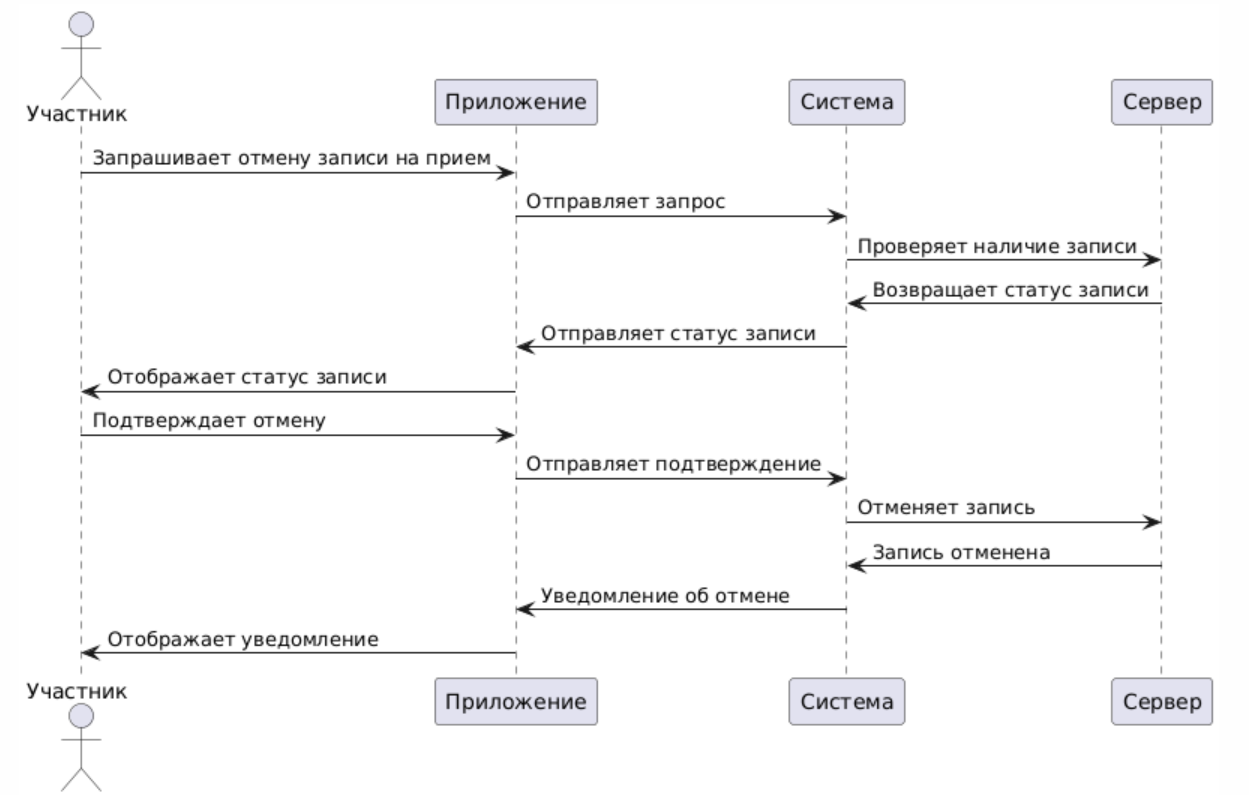 Участник
Приложение
Система
Сервер
Запрашивает отмену записи на прием
Отправляет запрос
Проверяет наличие записи
Возвращает статус записи
Отправляет статус записи
Отображает статус записи
Подтверждает отмену
Отправляет подтверждение
Отменяет запись
Запись отменена
Уведомление об отмене
Отображает уведомление
Участник
Приложение
Система
Сервер